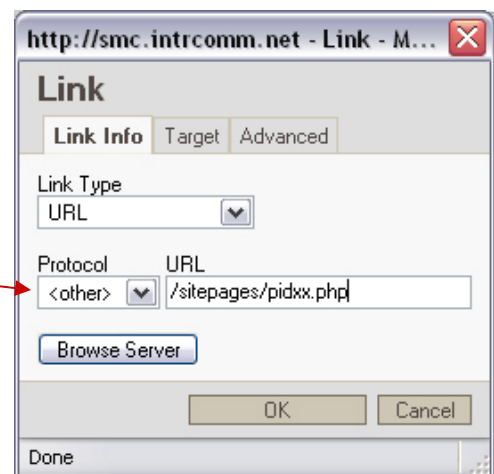 http://smc.intrcomm.net - Link - M...
Link
Link Info Target Advanced
Link Type
URL
Protocol URL
<other> /sitepages/pidxx.php
Browse Server
OK Cancel
Done